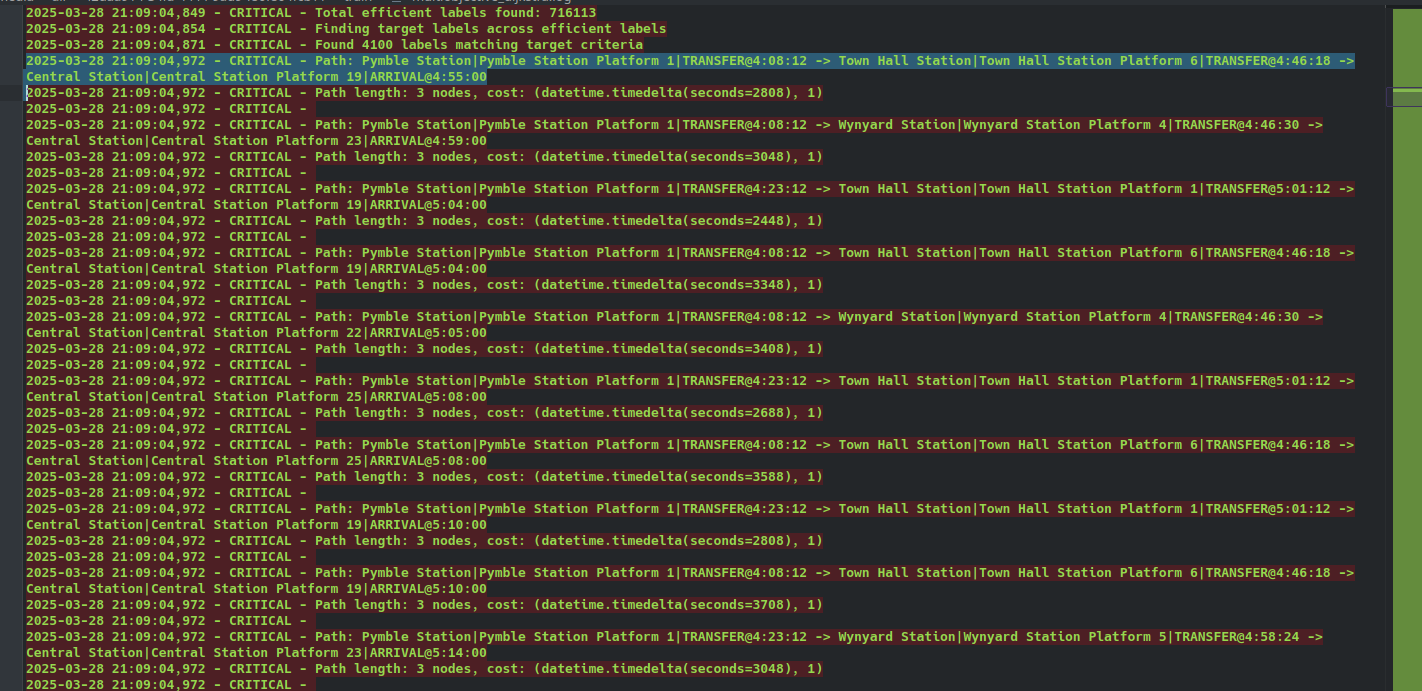 2025-03-28 21:09:04,849 - CRITICAL - Total efficient labels found: 716113
2025-03-28 21:09:04,854 - CRITICAL - Finding target labels across efficient labels
2025-03-28 21:09:04,871 - CRITICAL - Found 4100 labels matching target criteria
2025-03-28 21:09:04,972 - CRITICAL - Path: Pymble Station|Pymble Station Platform 1|TRANSFER@4:08:12 -> Town Hall Station|Town Hall Station Platform 6|TRANSFER@4:46:18 ->
Central Station|Central Station Platform 19|ARRIVAL@4:55:00
2025-03-28 21:09:04,972 - CRITICAL - Path length: 3 nodes, cost: (datetime.timedelta(seconds=2808), 1)
2025-03-28 21:09:04,972 - CRITICAL -
2025-03-28 21:09:04,972 - CRITICAL - Path: Pymble Station|Pymble Station Platform 1|TRANSFER@4:08:12 -> Wynyard Station|Wynyard Station Platform 4|TRANSFER@4:46:30 ->
Central Station|Central Station Platform 23|ARRIVAL@4:59:00
2025-03-28 21:09:04,972 - CRITICAL - Path length: 3 nodes, cost: (datetime.timedelta(seconds=3048), 1)
2025-03-28 21:09:04,972 - CRITICAL -
2025-03-28 21:09:04,972 - CRITICAL - Path: Pymble Station|Pymble Station Platform 1|TRANSFER@4:23:12 -> Town Hall Station|Town Hall Station Platform 1|TRANSFER@5:01:12 ->
Central Station|Central Station Platform 19|ARRIVAL@5:04:00
2025-03-28 21:09:04,972 - CRITICAL - Path length: 3 nodes, cost: (datetime.timedelta(seconds=2448), 1)
2025-03-28 21:09:04,972 - CRITICAL -
2025-03-28 21:09:04,972 - CRITICAL - Path: Pymble Station|Pymble Station Platform 1|TRANSFER@4:08:12 -> Town Hall Station|Town Hall Station Platform 6|TRANSFER@4:46:18 ->
Central Station|Central Station Platform 19|ARRIVAL@5:04:00
2025-03-28 21:09:04,972 - CRITICAL - Path length: 3 nodes, cost: (datetime.timedelta(seconds=3348), 1)
2025-03-28 21:09:04,972 - CRITICAL -
2025-03-28 21:09:04,972 - CRITICAL - Path: Pymble Station|Pymble Station Platform 1|TRANSFER@4:08:12 -> Wynyard Station|Wynyard Station Platform 4|TRANSFER@4:46:30 ->
Central Station|Central Station Platform 22|ARRIVAL@5:05:00
2025-03-28 21:09:04,972 - CRITICAL - Path length: 3 nodes, cost: (datetime.timedelta(seconds=3408), 1)
2025-03-28 21:09:04,972 - CRITICAL -
2025-03-28 21:09:04,972 - CRITICAL - Path: Pymble Station|Pymble Station Platform 1|TRANSFER@4:23:12 -> Town Hall Station|Town Hall Station Platform 1|TRANSFER@5:01:12 ->
Central Station|Central Station Platform 25|ARRIVAL@5:08:00
2025-03-28 21:09:04,972 - CRITICAL - Path length: 3 nodes, cost: (datetime.timedelta(seconds=2688), 1)
2025-03-28 21:09:04,972 - CRITICAL -
2025-03-28 21:09:04,972 - CRITICAL - Path: Pymble Station|Pymble Station Platform 1|TRANSFER@4:08:12 -> Town Hall Station|Town Hall Station Platform 6|TRANSFER@4:46:18 ->
Central Station|Central Station Platform 25|ARRIVAL@5:08:00
2025-03-28 21:09:04,972 - CRITICAL - Path length: 3 nodes, cost: (datetime.timedelta(seconds=3588), 1)
2025-03-28 21:09:04,972 - CRITICAL -
2025-03-28 21:09:04,972 - CRITICAL - Path: Pymble Station|Pymble Station Platform 1|TRANSFER@4:23:12 -> Town Hall Station|Town Hall Station Platform 1|TRANSFER@5:01:12 ->
Central Station|Central Station Platform 19|ARRIVAL@5:10:00
2025-03-28 21:09:04,972 - CRITICAL - Path length: 3 nodes, cost: (datetime.timedelta(seconds=2808), 1)
2025-03-28 21:09:04,972 - CRITICAL -
2025-03-28 21:09:04,972 - CRITICAL - Path: Pymble Station|Pymble Station Platform 1|TRANSFER@4:08:12 -> Town Hall Station|Town Hall Station Platform 6|TRANSFER@4:46:18 ->
Central Station|Central Station Platform 19|ARRIVAL@5:10:00
2025-03-28 21:09:04,972 - CRITICAL - Path length: 3 nodes, cost: (datetime.timedelta(seconds=3708), 1)
2025-03-28 21:09:04,972 - CRITICAL -
2025-03-28 21:09:04,972 - CRITICAL - Path: Pymble Station|Pymble Station Platform 1|TRANSFER@4:23:12 -> Wynyard Station|Wynyard Station Platform 5|TRANSFER@4:58:24 ->
Central Station|Central Station Platform 23|ARRIVAL@5:14:00
2025-03-28 21:09:04,972 - CRITICAL - Path length: 3 nodes, cost: (datetime.timedelta(seconds=3048), 1)
2025-03-28 21:09:04,972 - CRITICAL -